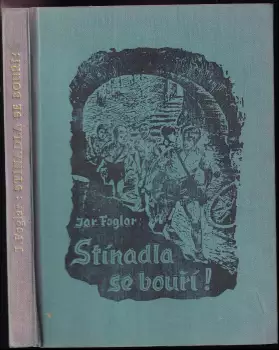 J. Foglar: STÍNADLA SE BOUŘÍ!
Jar. Foglar:
Stínadla
se bouří!